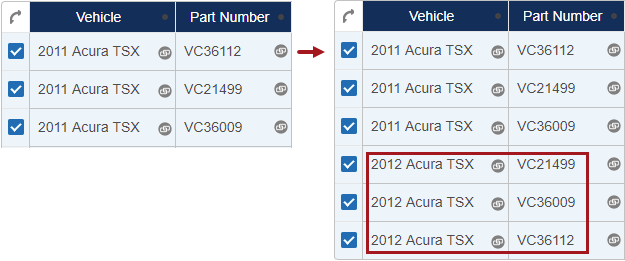 Vehicle Part Number
2011 Acura TSX VC36112
2011 Acura TSX VC21499
2011 Acura TSX VC36009
Vehicle Part Number
2011 Acura TSX VC36112
2011 Acura TSX VC21499
2011 Acura TSX VC36009
2012 Acura TSX VC21499
2012 Acura TSX VC36009
2012 Acura TSX VC36112